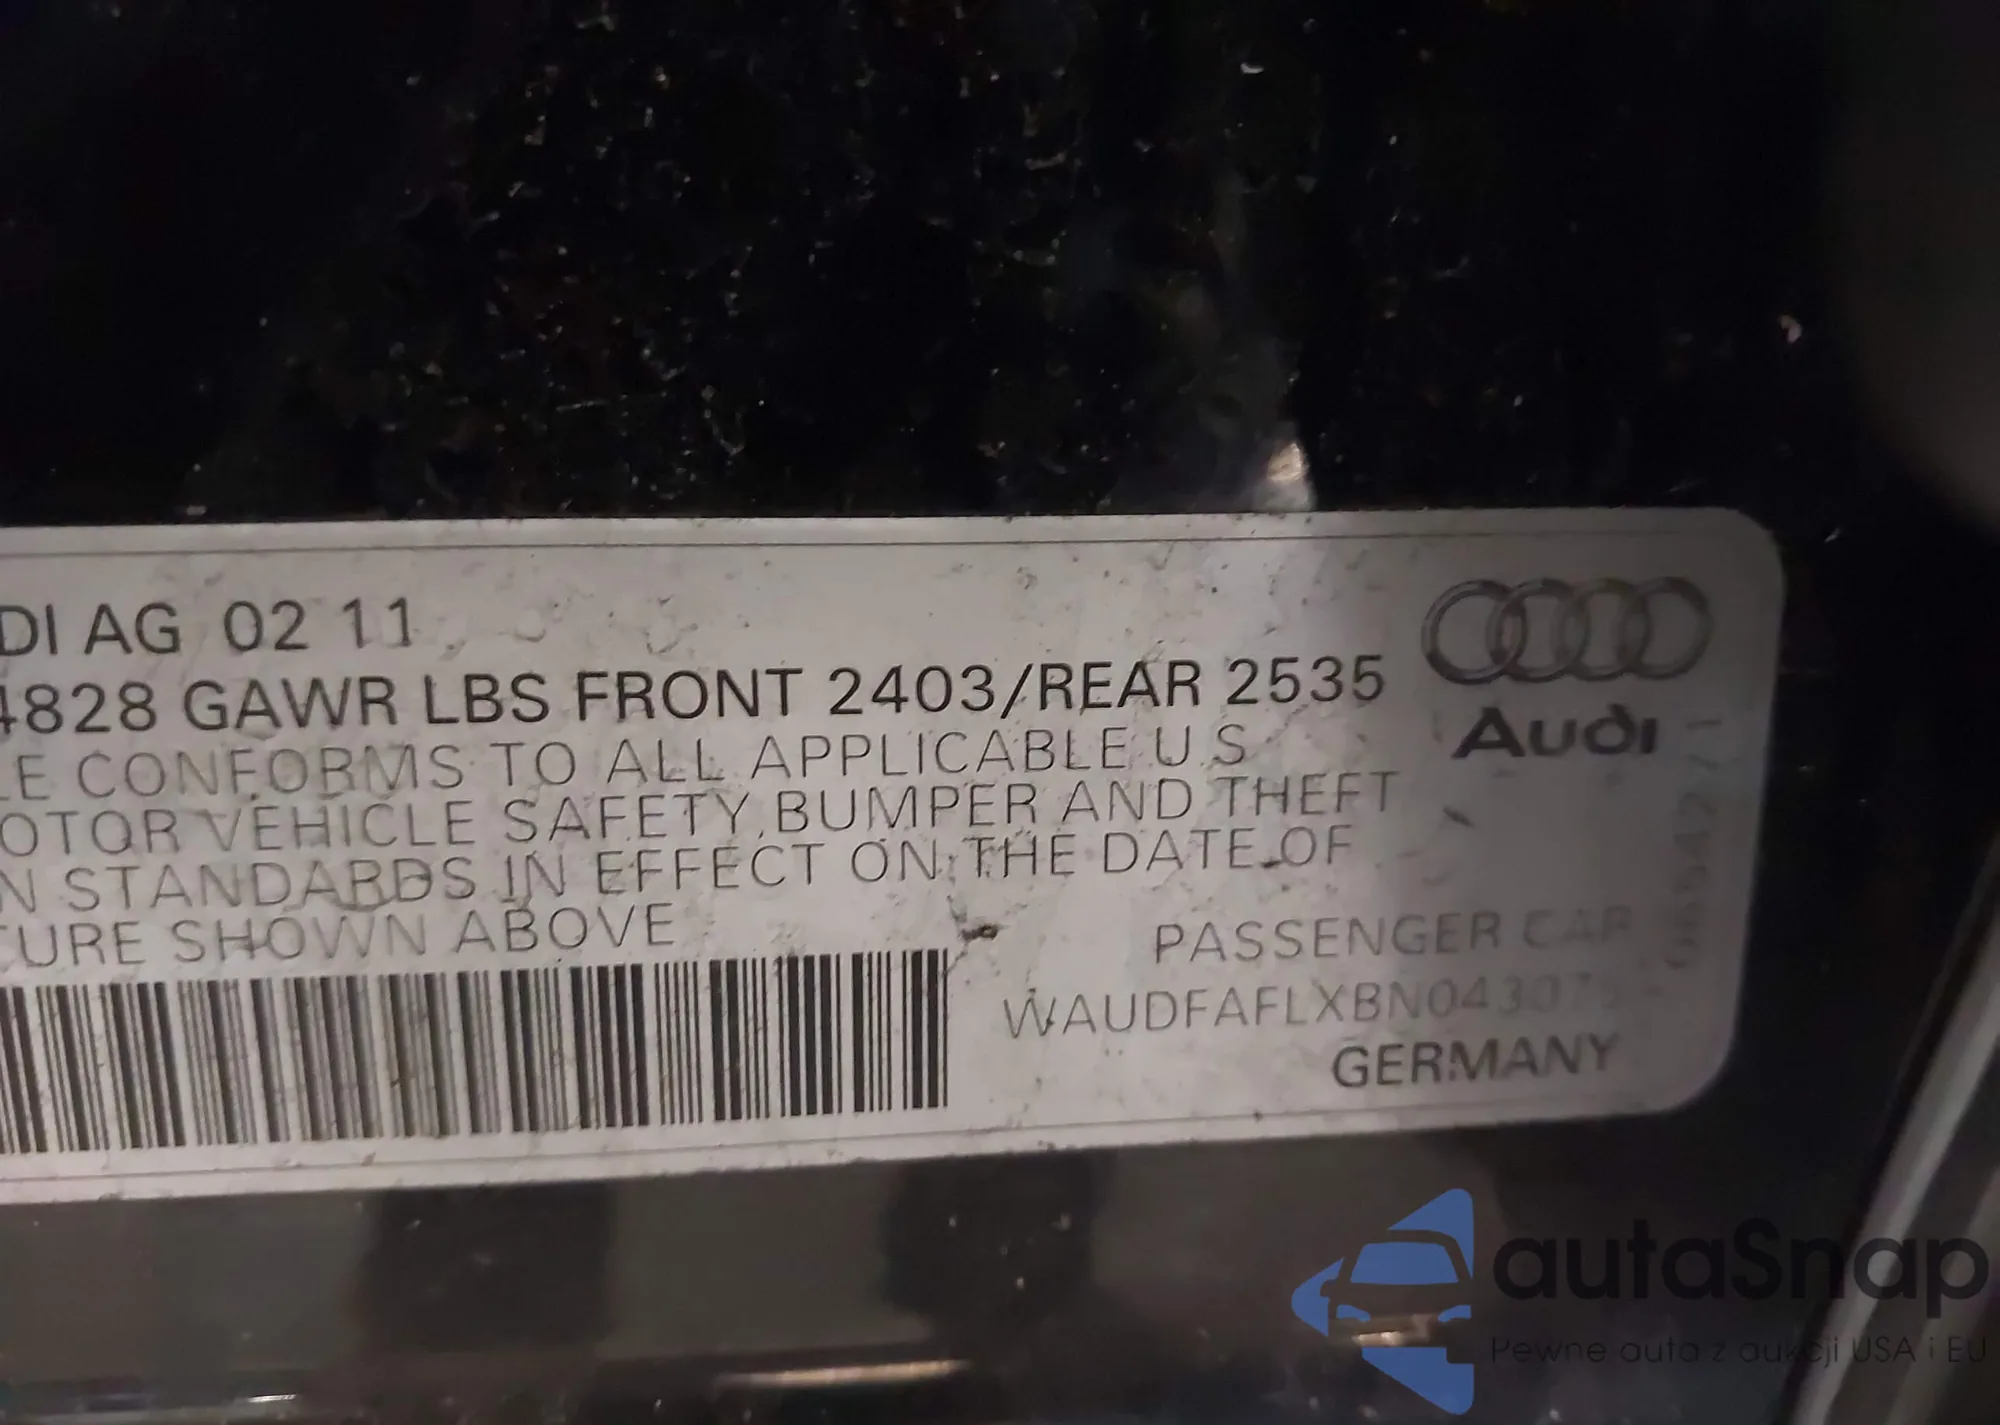 DI AG 02 11
4828 GAWR LBS FRONT 2403/REAR 2535
LE CONFORMS TO ALL APPLICABLE U.S
OTOR VEHICLE SAFETY, BUMPER AND THEFT
N STANDARDS IN EFFECT ON THE DATE OF
TURE SHOWN ABOVE
PASSENGER CAR
GERMANY
Audi
autaSnap
Pewne auta z aukcji USA i EU